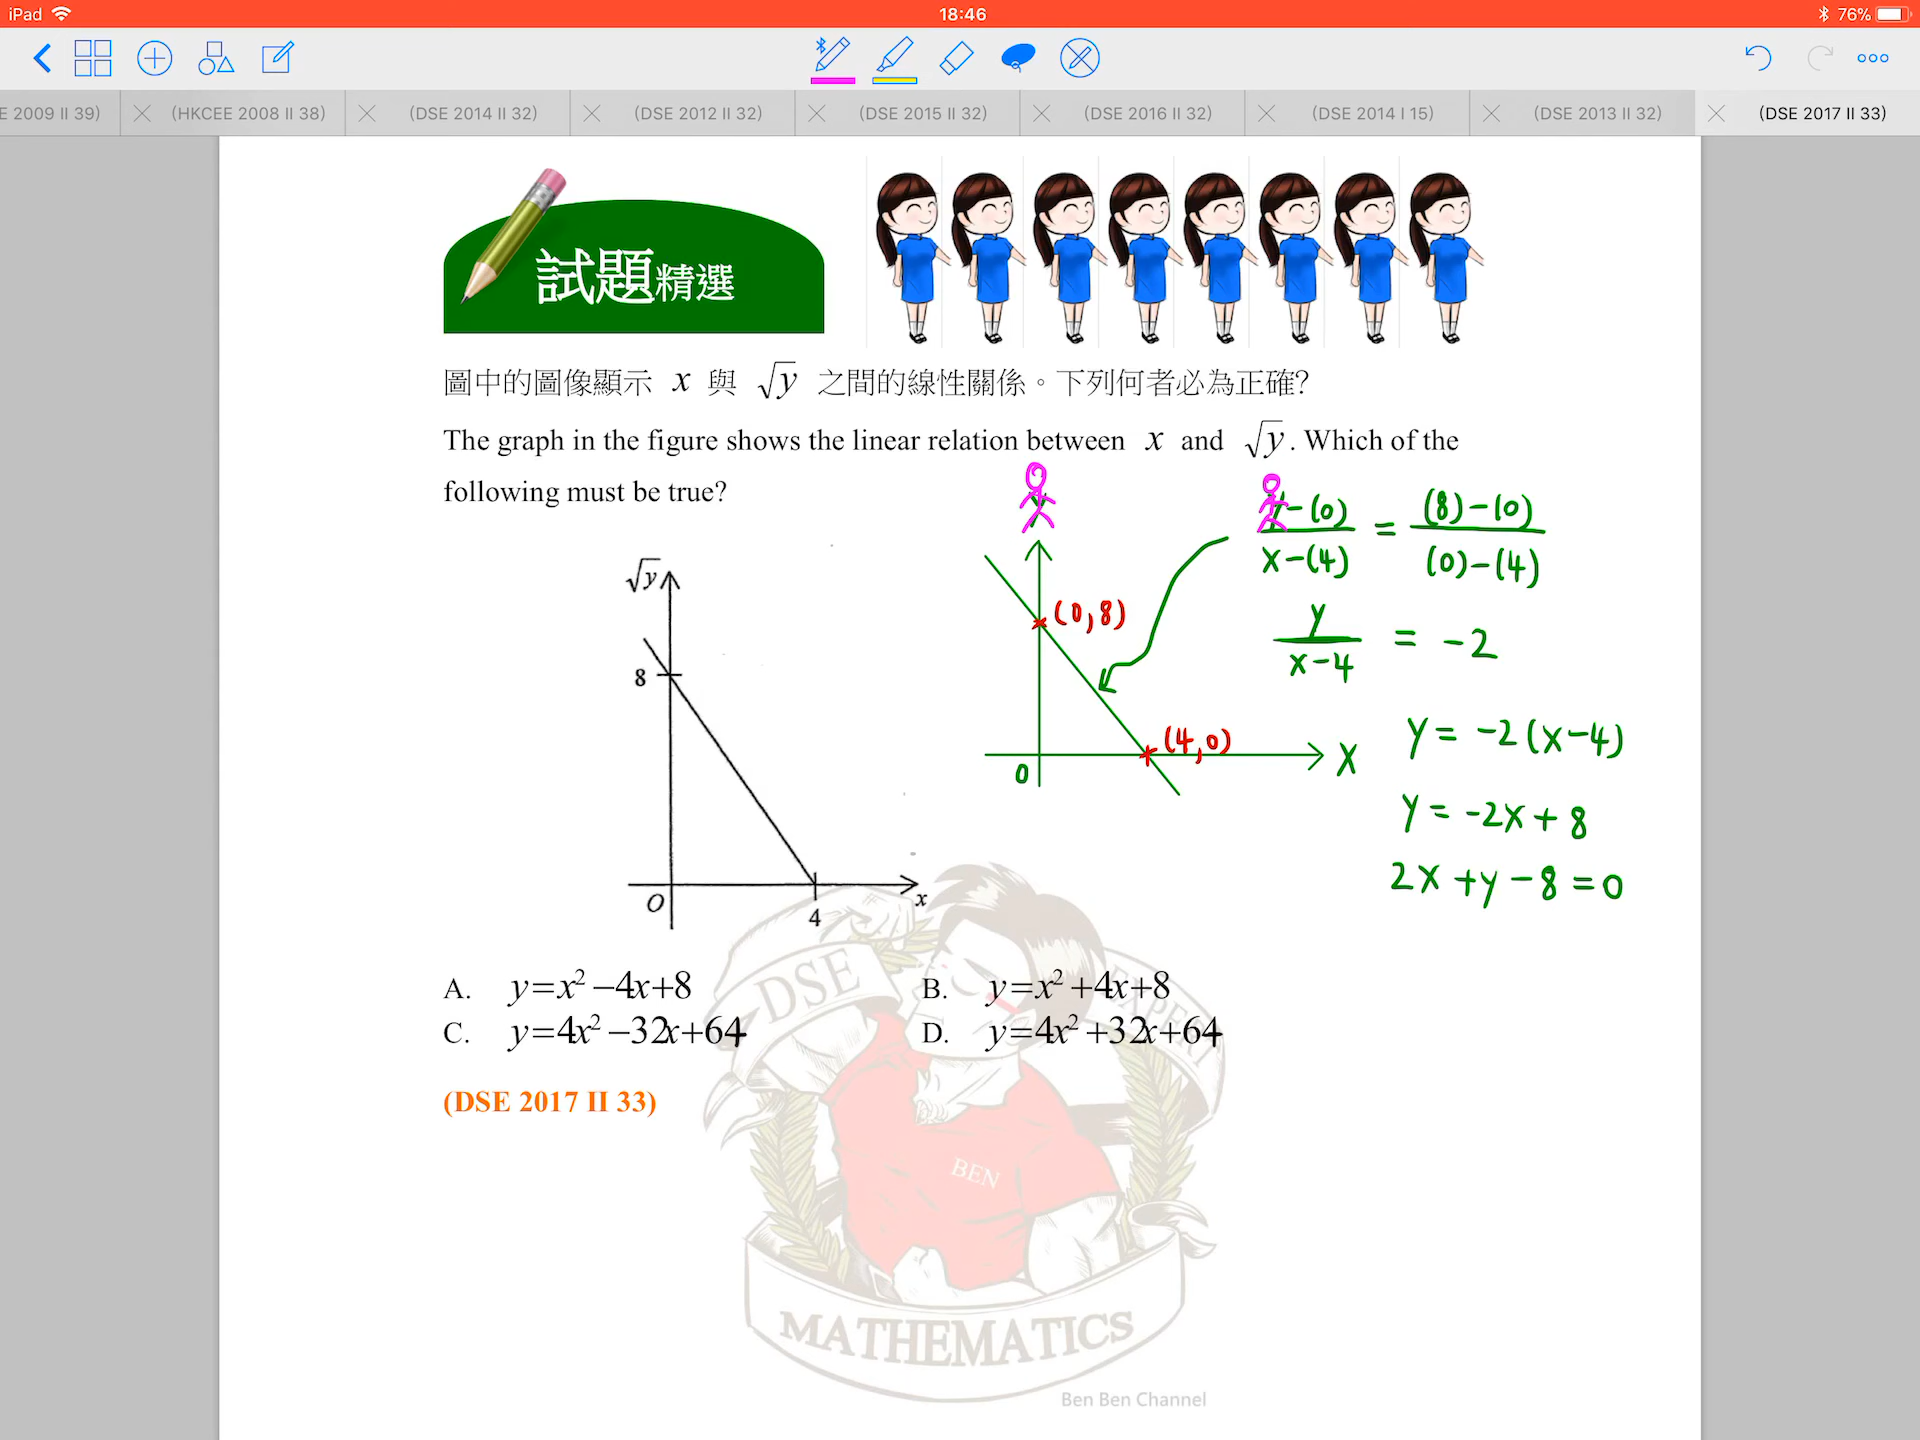 iPad 18:46 76%
E 2009 II 39) (HKCEE 2008 II 38) (DSE 2014 II 32) (DSE 2012 II 32) (DSE 2015 II 32) (DSE 2016 II 32) (DSE 2014 I 15) (DSE 2013 II 32) (DSE 2017 II 33)
試題精選
圖中的圖像顯示 x 與 √y 之間的線性關係。下列何者必為正確?
The graph in the figure shows the linear relation between x and √y. Which of the
following must be true?
√y
8
O
4
x
(0,8)
(4,0)
0
X
y-(0)/x-(4) = (8)-(0)/(0)-(4)
y/x-4 = -2
y = -2(x-4)
y = -2x+8
2x+y-8=0
A. y=x²−4x+8 B. y=x²+4x+8
C. y=4x²−32x+64 D. y=4x²+32x+64
(DSE 2017 II 33)
DSE EXPERT
BEN
MATHEMATICS
Ben Ben Channel